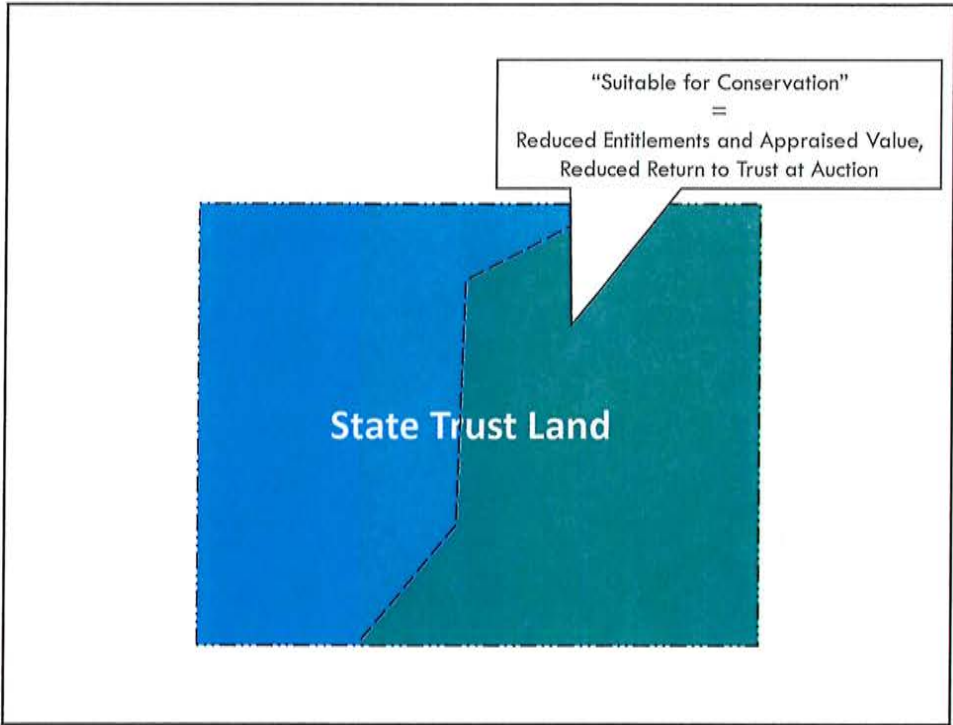 “Suitable for Conservation”
=
Reduced Entitlements and Appraised Value,
Reduced Return to Trust at Auction
State Trust Land